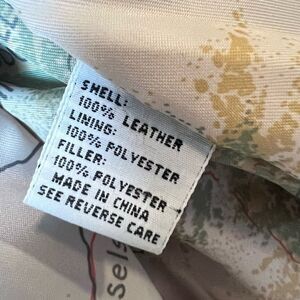 SHELL:
100% LEATHER
LINING:
100% POLYESTER
FILLER:
100% POLYESTER
MADE IN CHINA
SEE REVERSE CARE